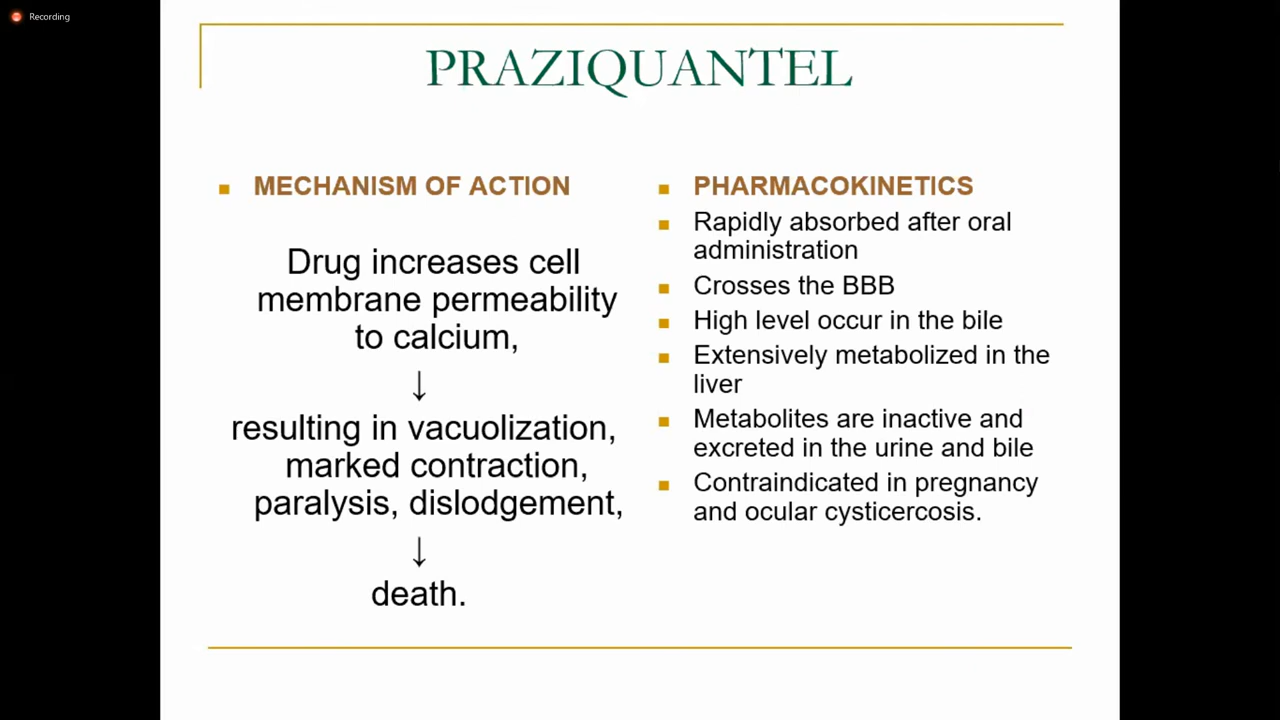 Recording
PRAZIQUANTEL
MECHANISM OF ACTION
Drug increases cell
membrane permeability
to calcium,
↓
resulting in vacuolization,
marked contraction,
paralysis, dislodgement,
↓
death.
PHARMACOKINETICS
Rapidly absorbed after oral
administration
Crosses the BBB
High level occur in the bile
Extensively metabolized in the
liver
Metabolites are inactive and
excreted in the urine and bile
Contraindicated in pregnancy
and ocular cysticercosis.